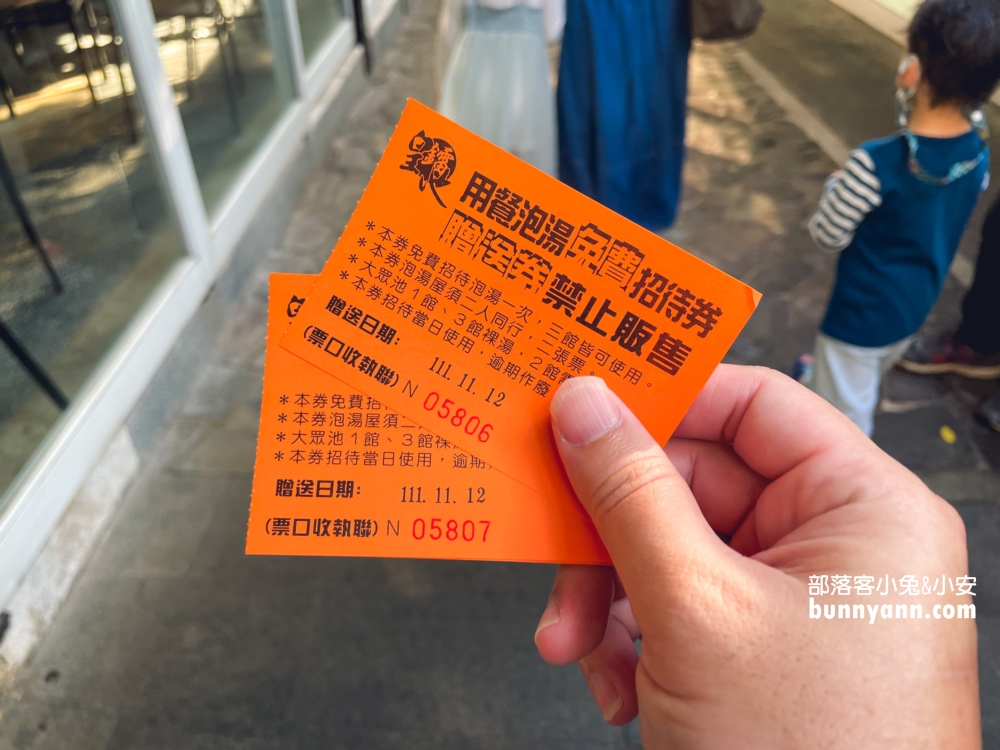 皇鐤
用餐泡湯免費招待券
贈送券禁止販售
＊本券免費招待泡湯一次，三館皆可使用。
＊本券泡湯屋須二人同行，二張票。
＊大眾池1館、3館裸湯，2館
＊本券招待當日使用，逾期作廢
贈送日期： 111.11.12
(票口收執聯) N 05806
＊本券免費招
＊本券泡湯屋須二
＊大眾池1館、3館裸
＊本券招待當日使用，逾期
贈送日期： 111.11.12
(票口收執聯) N 05807
部落客小兔&小安
bunnyann.com